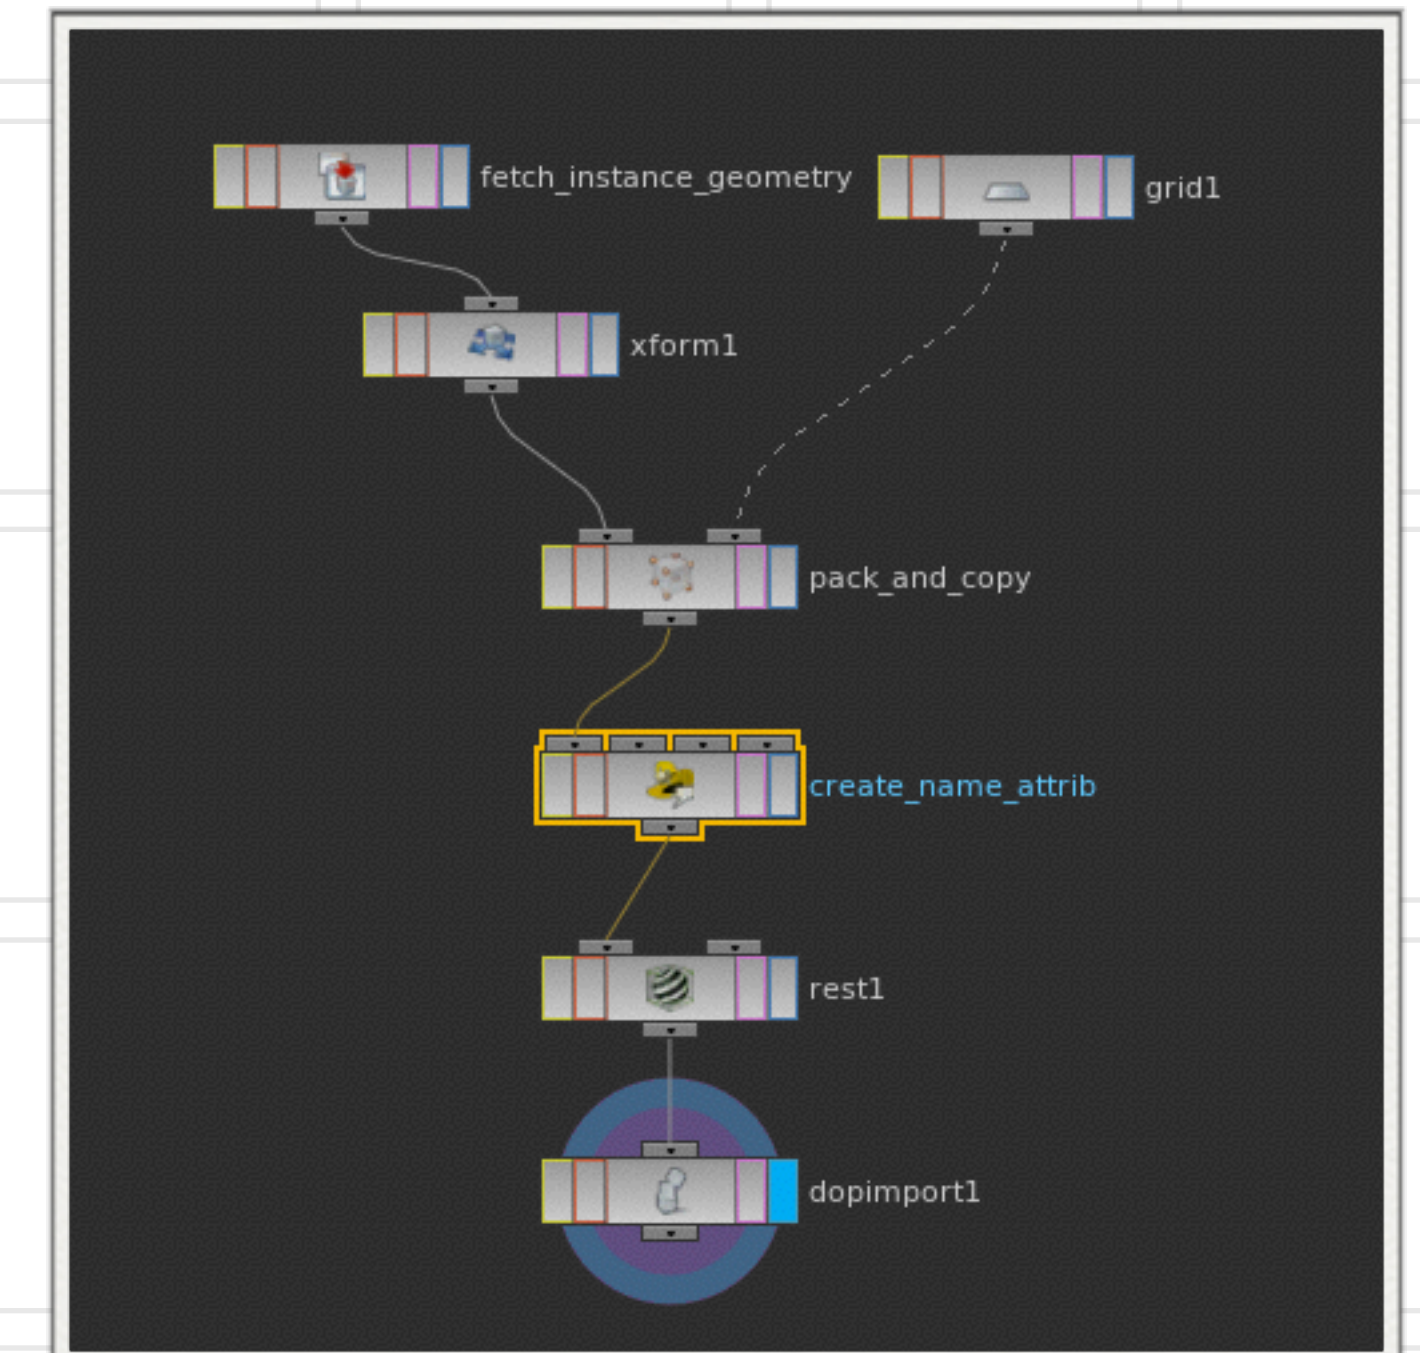 fetch_instance_geometry
grid1
xform1
pack_and_copy
create_name_attrib
rest1
dopimport1